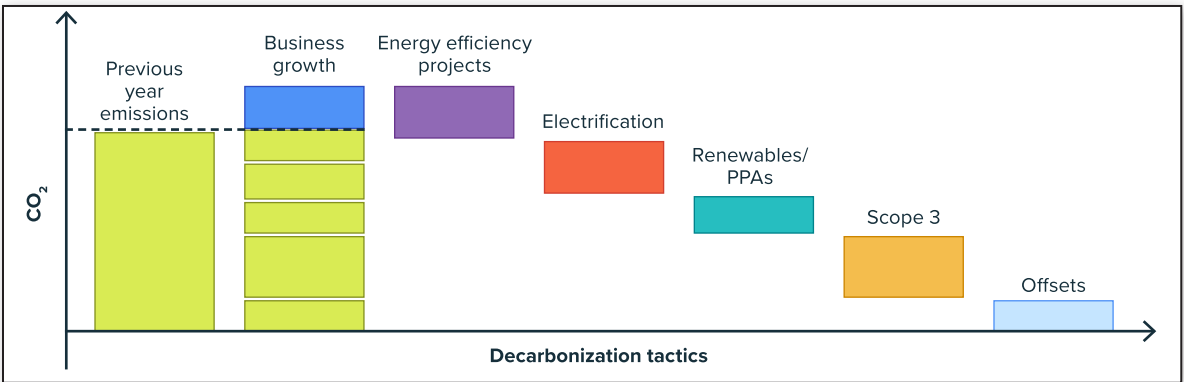 Previous
year
emissions
Business
growth
Energy efficiency
projects
Electrification
Renewables/
PPAs
Scope 3
Offsets
CO₂
Decarbonization tactics